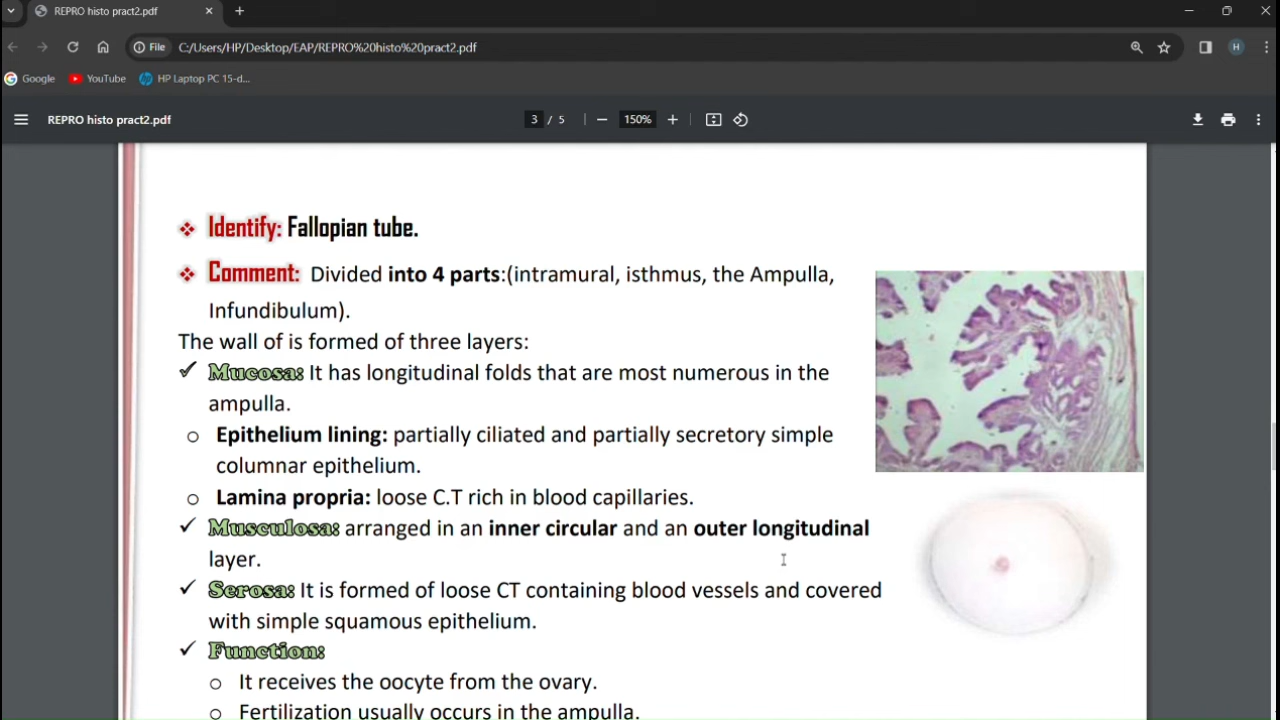 REPRO histo pract2.pdf
File C:/Users/HP/Desktop/EAP/REPRO%20histo%20pract2.pdf
H
Google YouTube HP Laptop PC 15-d...
REPRO histo pract2.pdf 3 / 5 150%
Identify: Fallopian tube.
Comment: Divided into 4 parts:(intramural, isthmus, the Ampulla,
Infundibulum).
The wall of is formed of three layers:
Mucosa: It has longitudinal folds that are most numerous in the
ampulla.
Epithelium lining: partially ciliated and partially secretory simple
columnar epithelium.
Lamina propria: loose C.T rich in blood capillaries.
Musculosa: arranged in an inner circular and an outer longitudinal
layer.
Serosa: It is formed of loose CT containing blood vessels and covered
with simple squamous epithelium.
Function:
It receives the oocyte from the ovary.
Fertilization usually occurs in the ampulla.